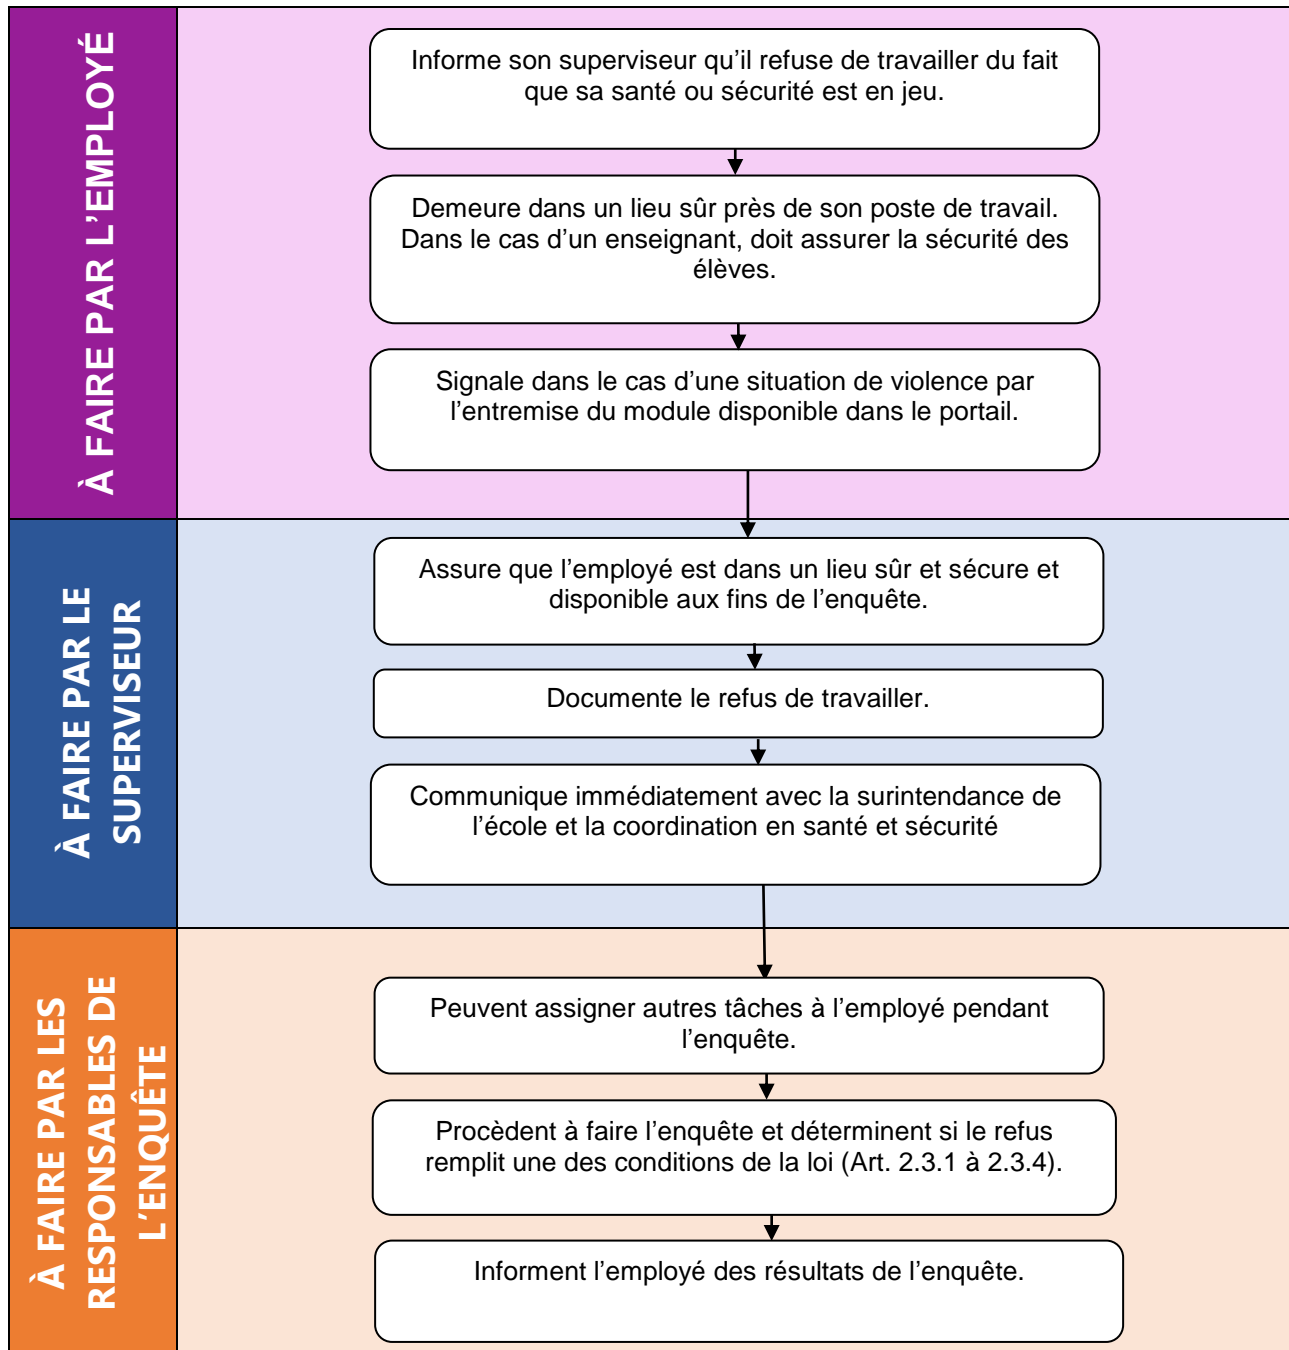 À FAIRE PAR L’EMPLOYÉ
Informe son superviseur qu’il refuse de travailler du fait
que sa santé ou sécurité est en jeu.
Demeure dans un lieu sûr près de son poste de travail.
Dans le cas d’un enseignant, doit assurer la sécurité des
élèves.
Signale dans le cas d’une situation de violence par
l’entremise du module disponible dans le portail.
À FAIRE PAR LE
SUPERVISEUR
Assure que l’employé est dans un lieu sûr et sécure et
disponible aux fins de l’enquête.
Documente le refus de travailler.
Communique immédiatement avec la surintendance de
l’école et la coordination en santé et sécurité
À FAIRE PAR LES
RESPONSABLES DE
L’ENQUÊTE
Peuvent assigner autres tâches à l’employé pendant
l’enquête.
Procèdent à faire l’enquête et déterminent si le refus
remplit une des conditions de la loi (Art. 2.3.1 à 2.3.4).
Informent l’employé des résultats de l’enquête.